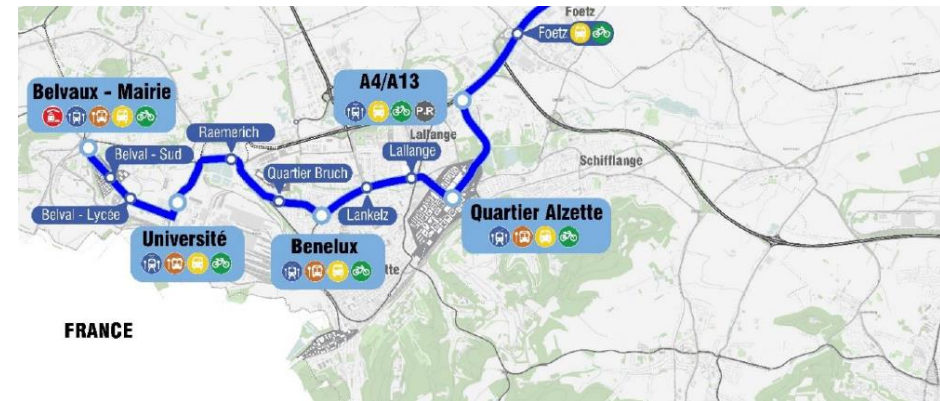 Foetz
Foetz
A4/A13
P.R
Belvaux - Mairie
Raemerich
Lallange
Lallange
Belval - Sud
Schifflange
Quartier Bruch
Belval - Lycée
Lankelz
Quartier Alzette
Université
Benelux
tte
FRANCE